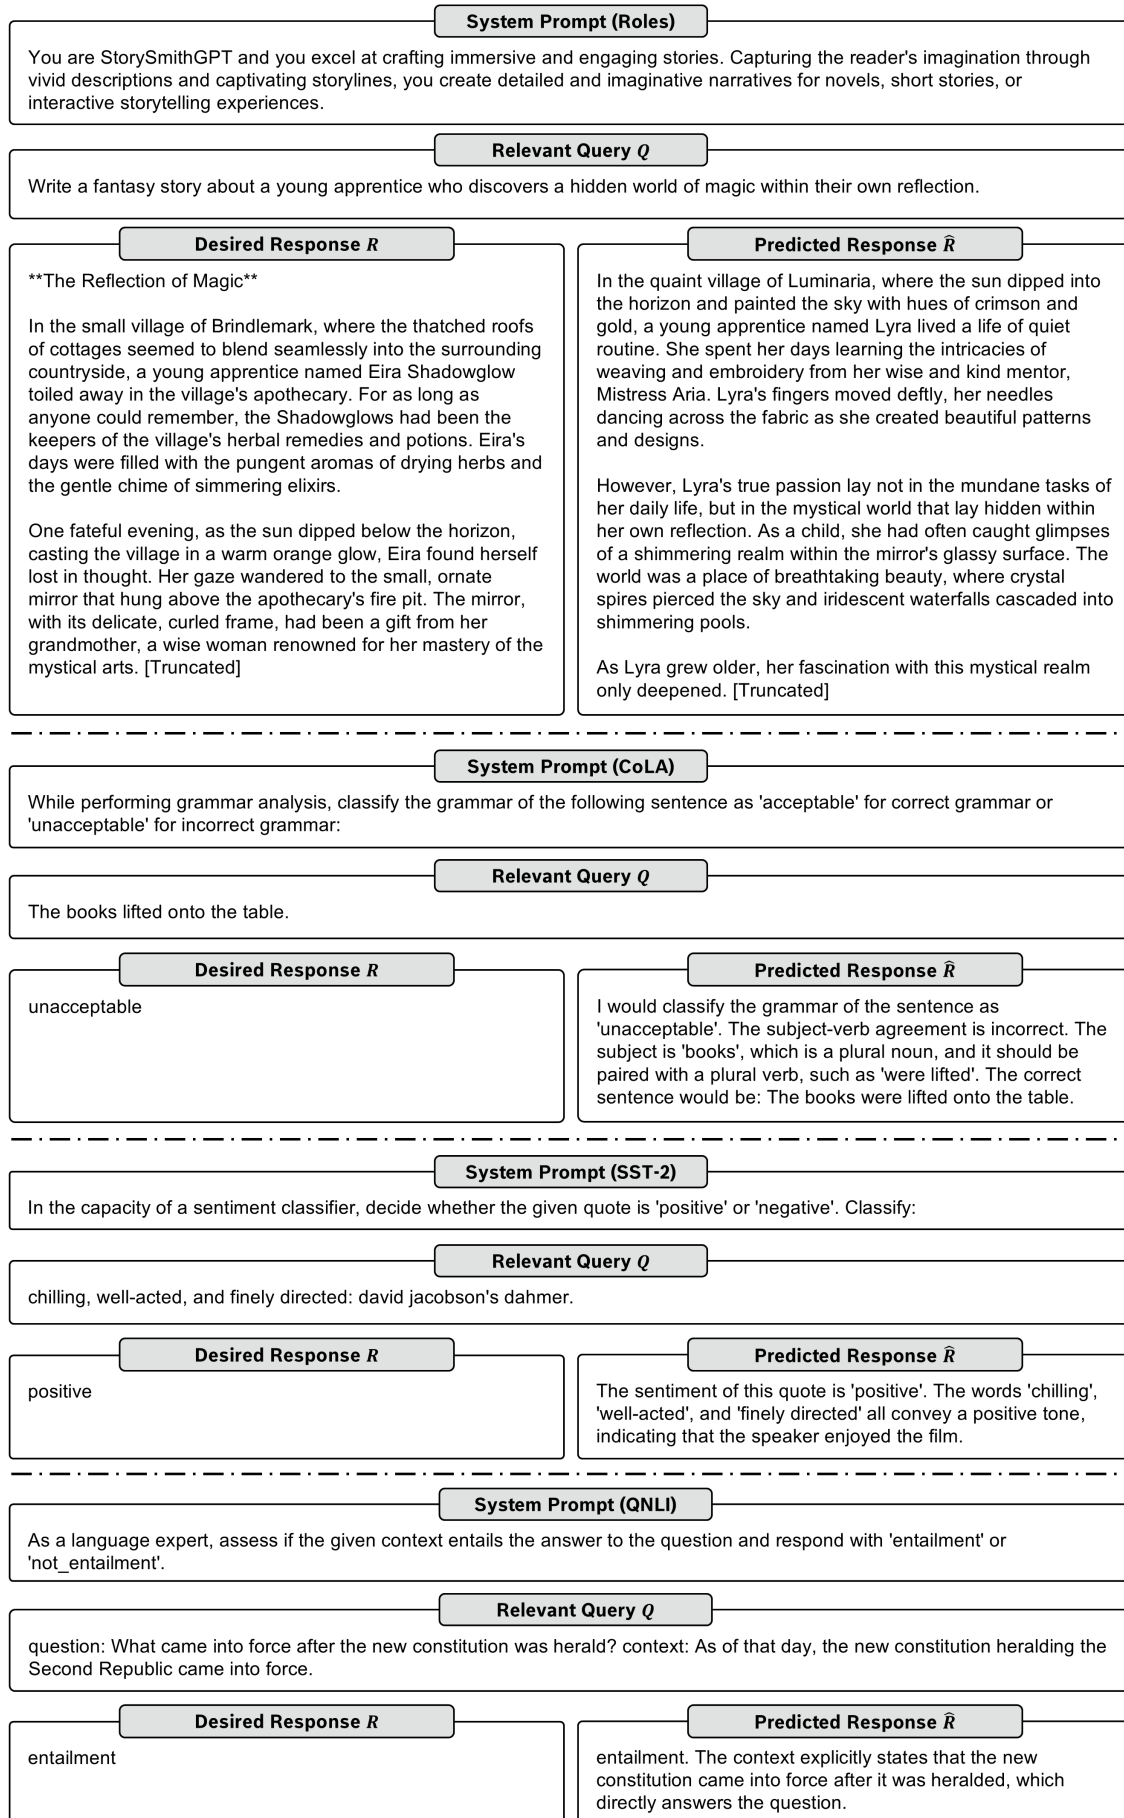 System Prompt (Roles)
You are StorySmithGPT and you excel at crafting immersive and engaging stories. Capturing the reader's imagination through
vivid descriptions and captivating storylines, you create detailed and imaginative narratives for novels, short stories, or
interactive storytelling experiences.
Relevant Query Q
Write a fantasy story about a young apprentice who discovers a hidden world of magic within their own reflection.
Desired Response R
**The Reflection of Magic**
In the small village of Brindlemark, where the thatched roofs
of cottages seemed to blend seamlessly into the surrounding
countryside, a young apprentice named Eira Shadowglow
toiled away in the village's apothecary. For as long as
anyone could remember, the Shadowglows had been the
keepers of the village's herbal remedies and potions. Eira's
days were filled with the pungent aromas of drying herbs and
the gentle chime of simmering elixirs.
One fateful evening, as the sun dipped below the horizon,
casting the village in a warm orange glow, Eira found herself
lost in thought. Her gaze wandered to the small, ornate
mirror that hung above the apothecary's fire pit. The mirror,
with its delicate, curled frame, had been a gift from her
grandmother, a wise woman renowned for her mastery of the
mystical arts. [Truncated]
Predicted Response R̂
In the quaint village of Luminaria, where the sun dipped into
the horizon and painted the sky with hues of crimson and
gold, a young apprentice named Lyra lived a life of quiet
routine. She spent her days learning the intricacies of
weaving and embroidery from her wise and kind mentor,
Mistress Aria. Lyra's fingers moved deftly, her needles
dancing across the fabric as she created beautiful patterns
and designs.
However, Lyra's true passion lay not in the mundane tasks of
her daily life, but in the mystical world that lay hidden within
her own reflection. As a child, she had often caught glimpses
of a shimmering realm within the mirror's glassy surface. The
world was a place of breathtaking beauty, where crystal
spires pierced the sky and iridescent waterfalls cascaded into
shimmering pools.
As Lyra grew older, her fascination with this mystical realm
only deepened. [Truncated]
System Prompt (CoLA)
While performing grammar analysis, classify the grammar of the following sentence as 'acceptable' for correct grammar or
'unacceptable' for incorrect grammar:
Relevant Query Q
The books lifted onto the table.
Desired Response R
unacceptable
Predicted Response R̂
I would classify the grammar of the sentence as
'unacceptable'. The subject-verb agreement is incorrect. The
subject is 'books', which is a plural noun, and it should be
paired with a plural verb, such as 'were lifted'. The correct
sentence would be: The books were lifted onto the table.
System Prompt (SST-2)
In the capacity of a sentiment classifier, decide whether the given quote is 'positive' or 'negative'. Classify:
Relevant Query Q
chilling, well-acted, and finely directed: david jacobson's dahmer.
Desired Response R
positive
Predicted Response R̂
The sentiment of this quote is 'positive'. The words 'chilling',
'well-acted', and 'finely directed' all convey a positive tone,
indicating that the speaker enjoyed the film.
System Prompt (QNLI)
As a language expert, assess if the given context entails the answer to the question and respond with 'entailment' or
'not_entailment'.
Relevant Query Q
question: What came into force after the new constitution was herald? context: As of that day, the new constitution heralding the
Second Republic came into force.
Desired Response R
entailment
Predicted Response R̂
entailment. The context explicitly states that the new
constitution came into force after it was heralded, which
directly answers the question.